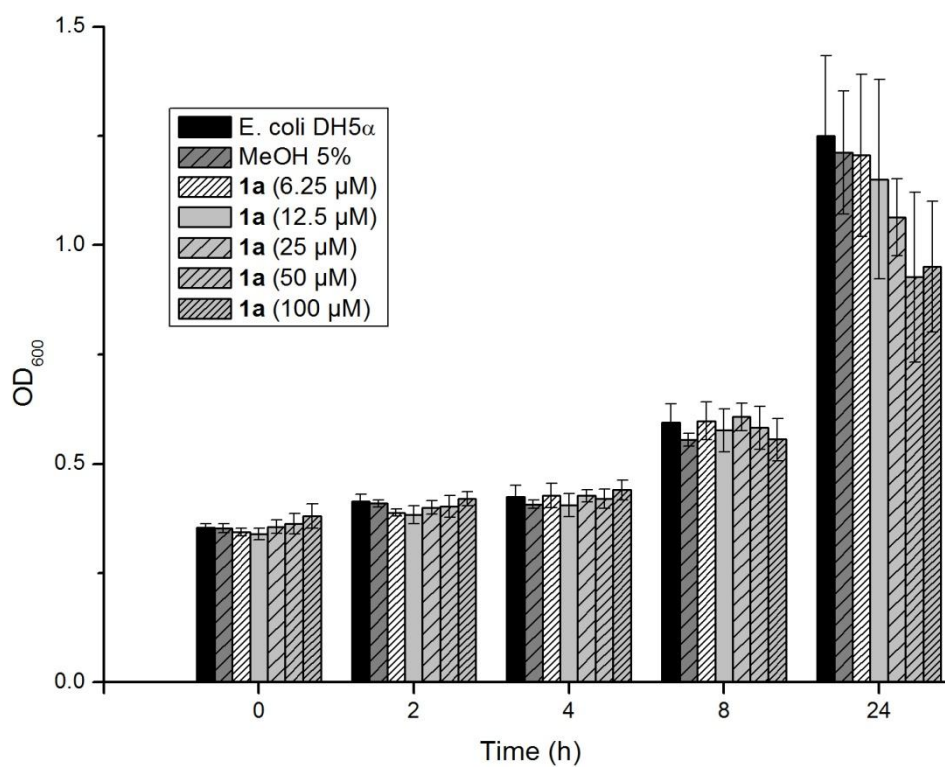 1.5
1.0
0.5
0.0
OD600
E. coli DH5α
MeOH 5%
1a (6.25 µM)
1a (12.5 µM)
1a (25 µM)
1a (50 µM)
1a (100 µM)
0 2 4 8 24
Time (h)